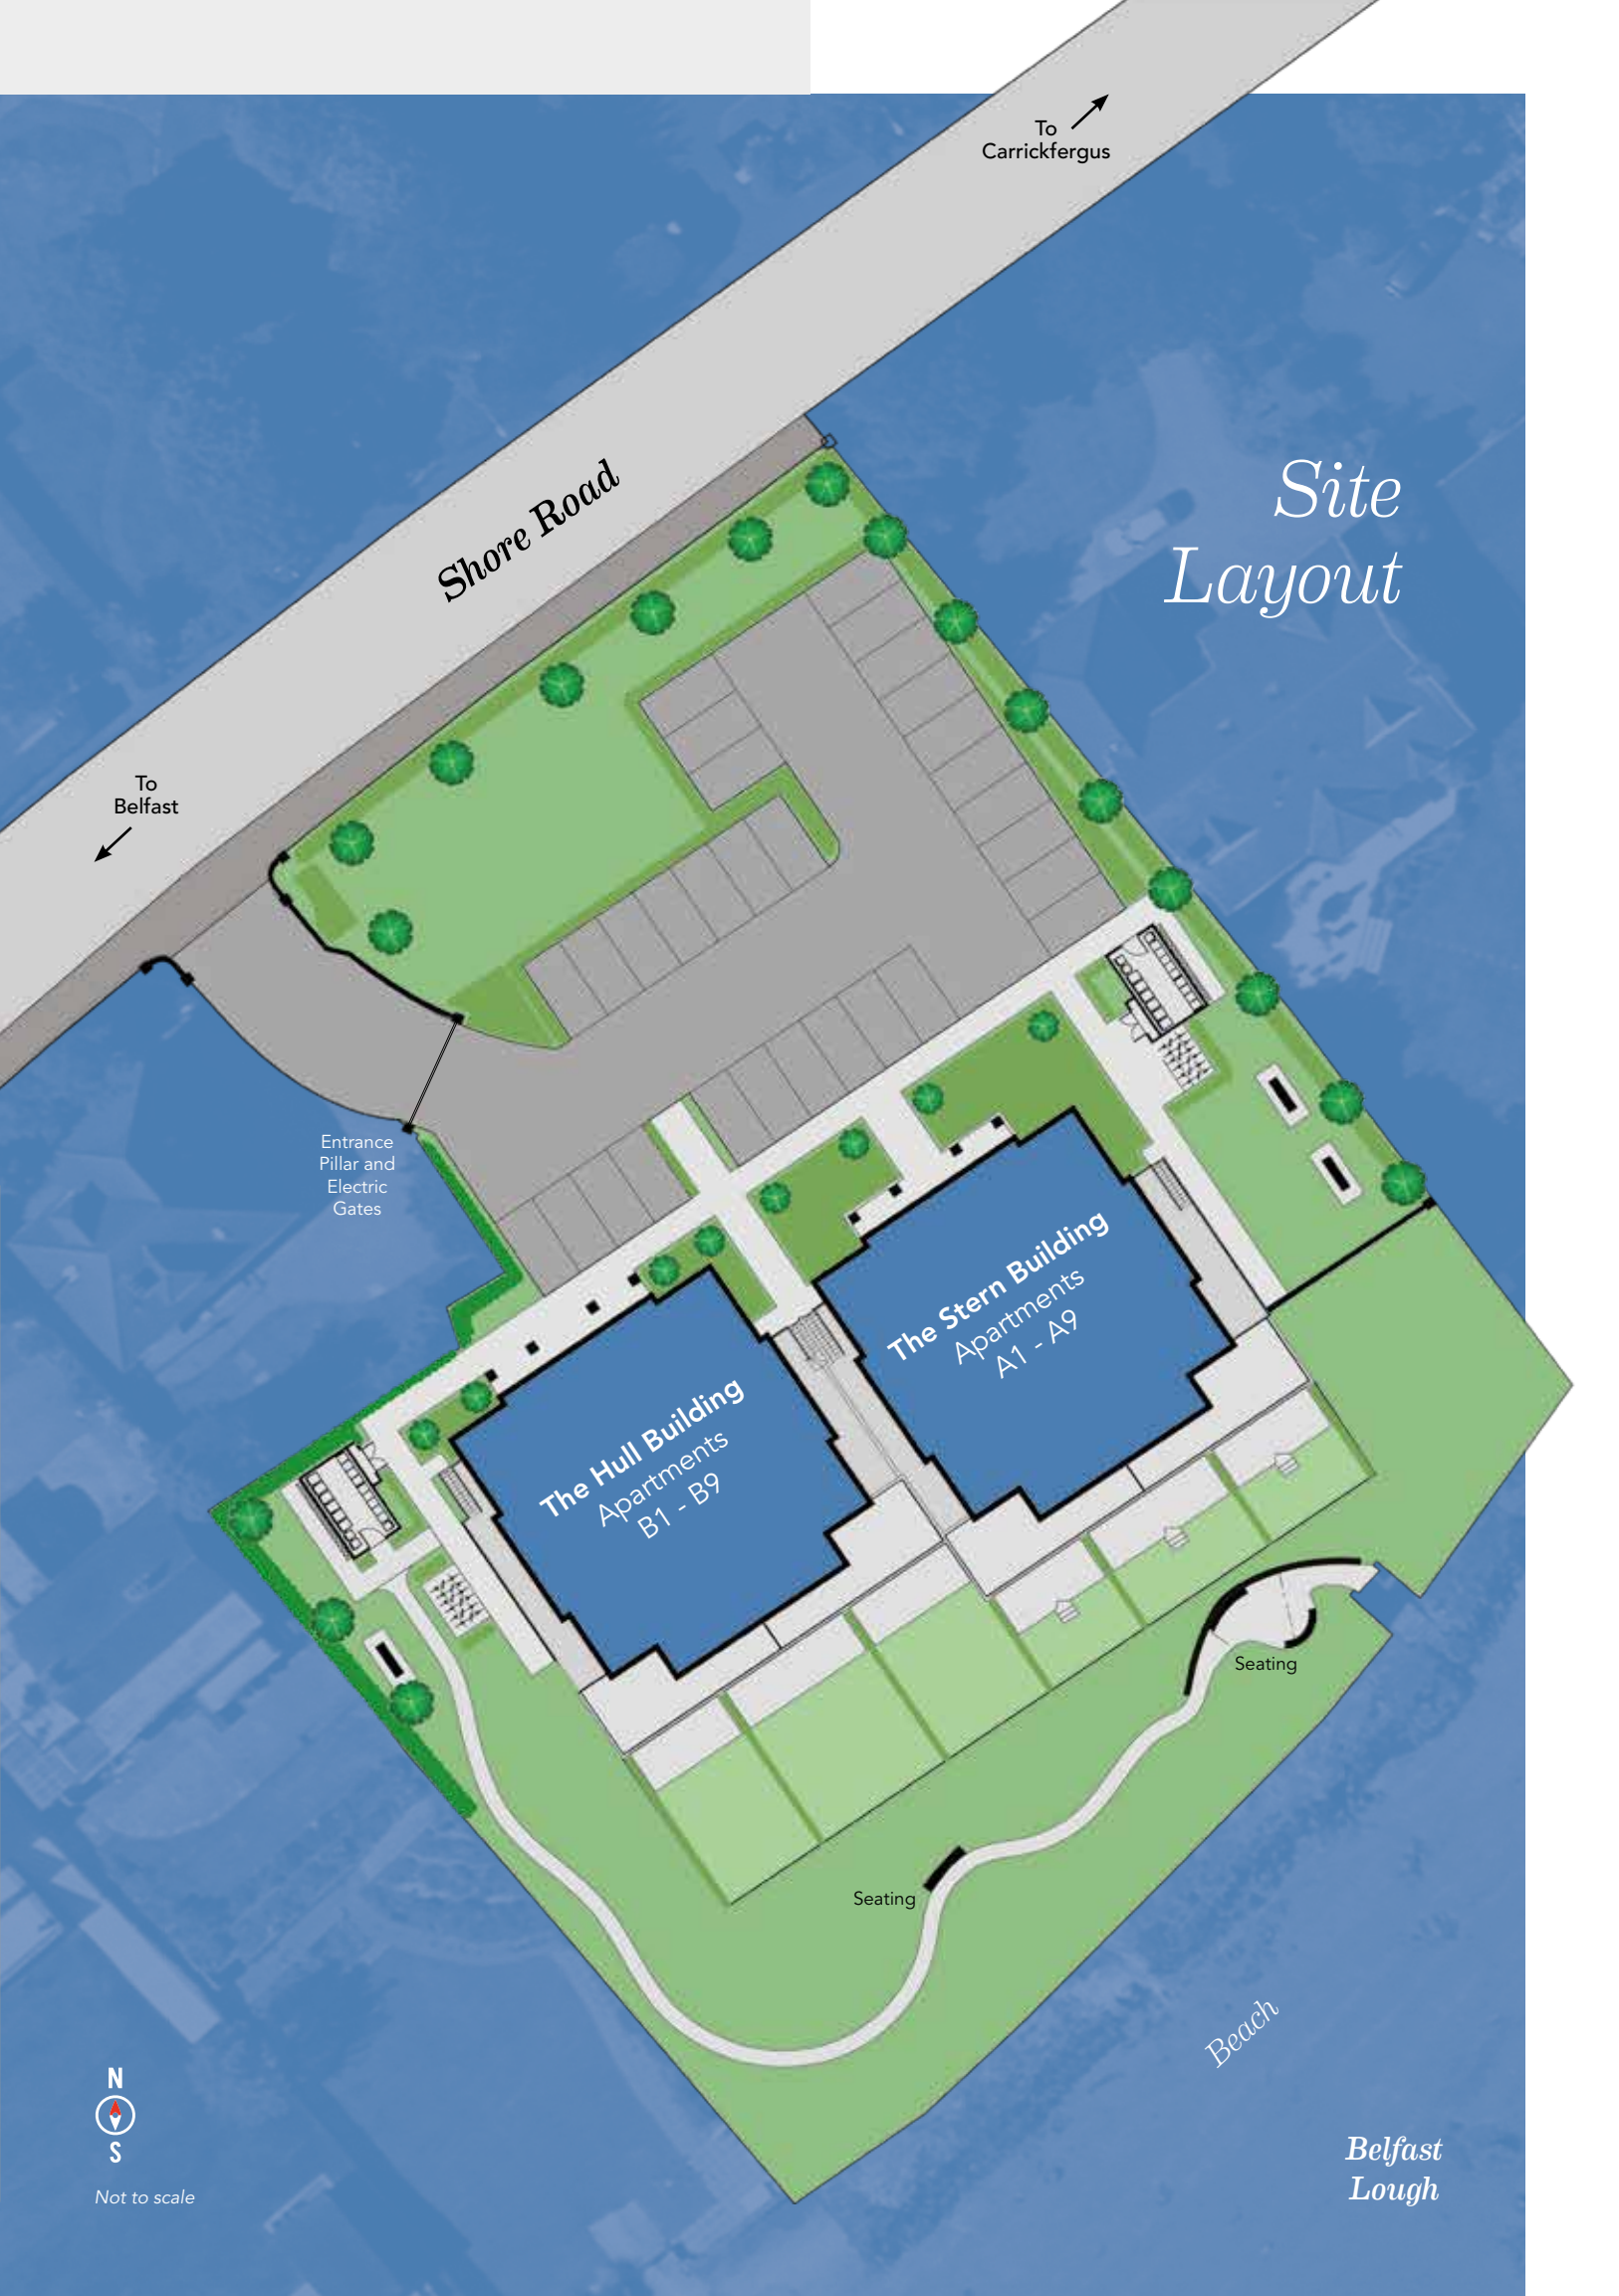 To
Carrickfergus
Site
Layout
Shore Road
To
Belfast
Entrance
Pillar and
Electric
Gates
The Stern Building
Apartments
A1 - A9
The Hull Building
Apartments
B1 - B9
Seating
Seating
Beach
N
S
Not to scale
Belfast
Lough